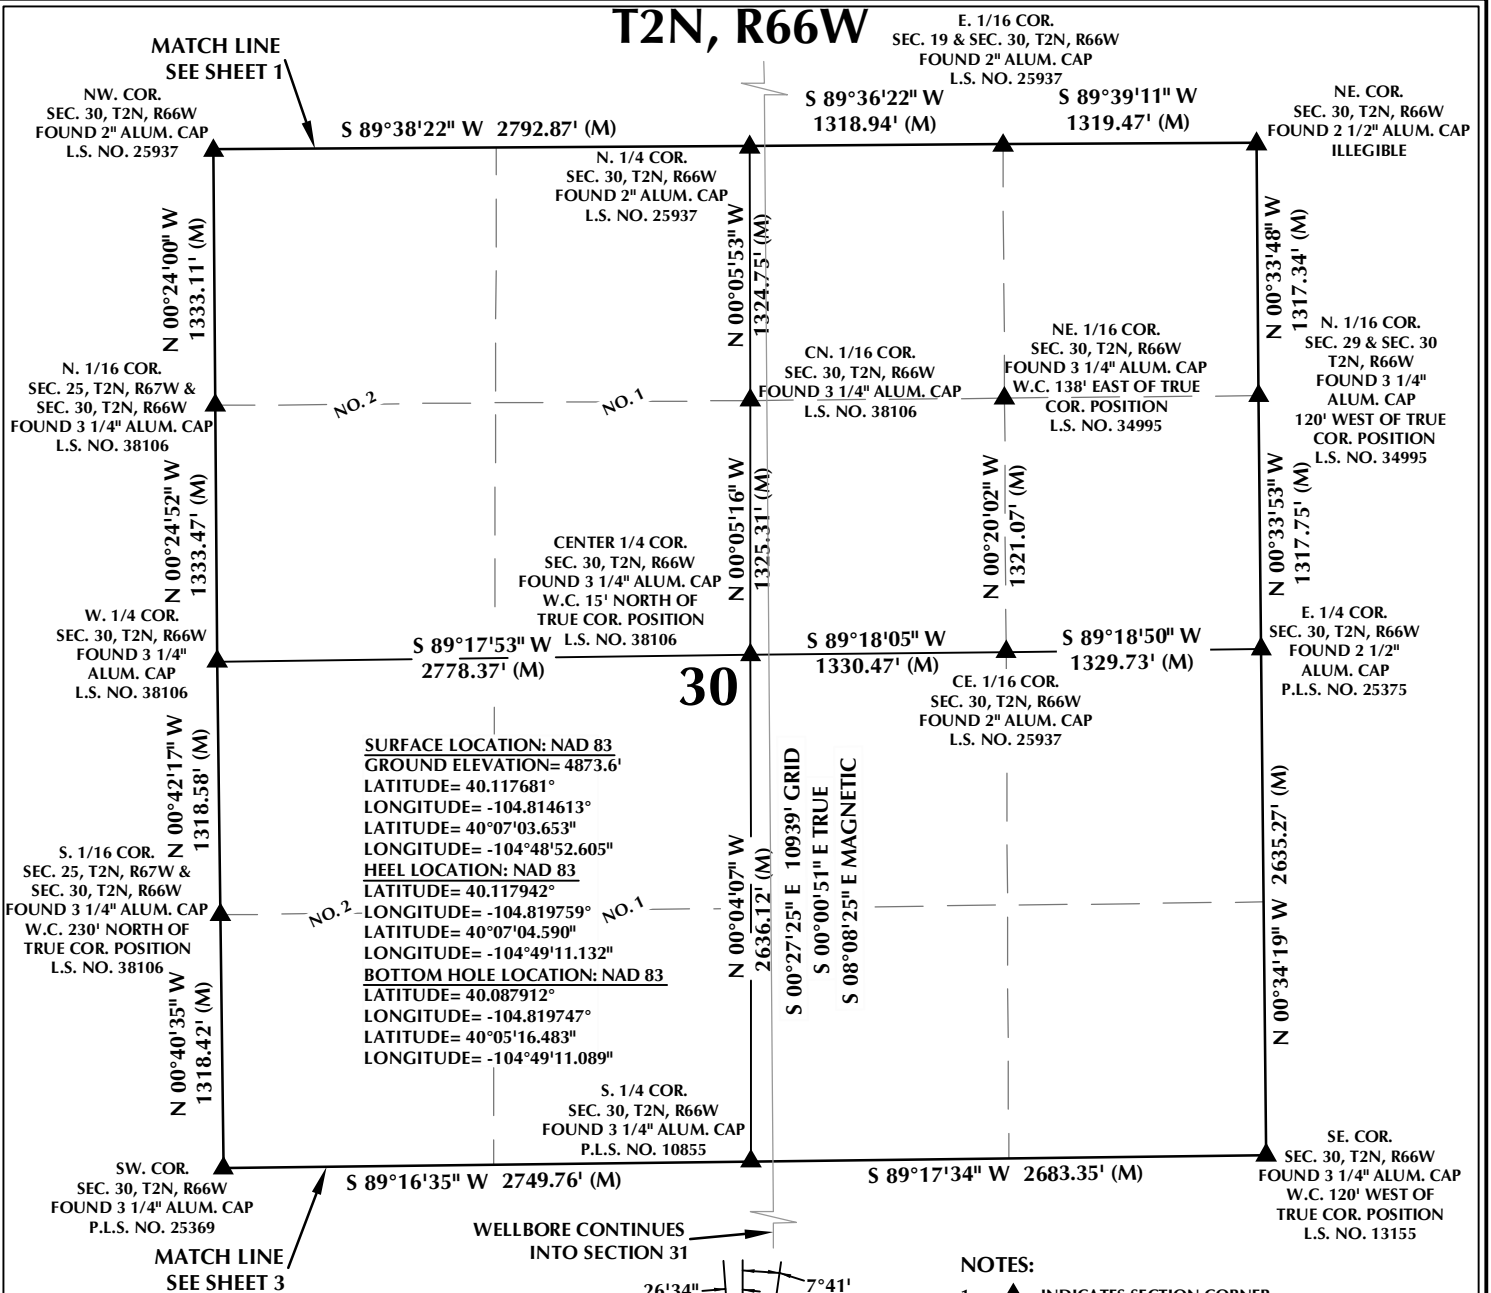 T2N, R66W
MATCH LINE
SEE SHEET 1
E. 1/16 COR.
SEC. 19 & SEC. 30, T2N, R66W
FOUND 2" ALUM. CAP
L.S. NO. 25937
NW. COR.
SEC. 30, T2N, R66W
FOUND 2" ALUM. CAP
L.S. NO. 25937
S 89°38'22" W 2792.87' (M)
S 89°36'22" W
1318.94' (M)
S 89°39'11" W
1319.47' (M)
NE. COR.
SEC. 30, T2N, R66W
FOUND 2 1/2" ALUM. CAP
ILLEGIBLE
N. 1/4 COR.
SEC. 30, T2N, R66W
FOUND 2" ALUM. CAP
L.S. NO. 25937
N 00°24'00" W
1333.11' (M)
N 00°05'53" W
1324.75' (M)
N 00°33'48" W
1317.34' (M)
N. 1/16 COR.
SEC. 25, T2N, R67W &
SEC. 30, T2N, R66W
FOUND 3 1/4" ALUM. CAP
L.S. NO. 38106
NO. 2
NO. 1
CN. 1/16 COR.
SEC. 30, T2N, R66W
FOUND 3 1/4" ALUM. CAP
L.S. NO. 38106
NE. 1/16 COR.
SEC. 30, T2N, R66W
FOUND 3 1/4" ALUM. CAP
W.C. 138' EAST OF TRUE
COR. POSITION
L.S. NO. 34995
N. 1/16 COR.
SEC. 29 & SEC. 30
T2N, R66W
FOUND 3 1/4"
ALUM. CAP
120' WEST OF TRUE
COR. POSITION
L.S. NO. 34995
N 00°24'52" W
1333.47' (M)
N 00°05'16" W
1325.31' (M)
N 00°20'02" W
1321.07' (M)
N 00°33'53" W
1317.75' (M)
CENTER 1/4 COR.
SEC. 30, T2N, R66W
FOUND 3 1/4" ALUM. CAP
W.C. 15' NORTH OF
TRUE COR. POSITION
L.S. NO. 38106
W. 1/4 COR.
SEC. 30, T2N, R66W
FOUND 3 1/4"
ALUM. CAP
L.S. NO. 38106
S 89°17'53" W
2778.37' (M)
S 89°18'05" W
1330.47' (M)
S 89°18'50" W
1329.73' (M)
E. 1/4 COR.
SEC. 30, T2N, R66W
FOUND 2 1/2"
ALUM. CAP
P.L.S. NO. 25375
30
CE. 1/16 COR.
SEC. 30, T2N, R66W
FOUND 2" ALUM. CAP
L.S. NO. 25937
N 00°42'17" W
1318.58' (M)
SURFACE LOCATION: NAD 83
GROUND ELEVATION= 4873.6'
LATITUDE= 40.117681°
LONGITUDE= -104.814613°
LATITUDE= 40°07'03.653"
LONGITUDE= -104°48'52.605"
HEEL LOCATION: NAD 83
LATITUDE= 40.117942°
LONGITUDE= -104.819759°
LATITUDE= 40°07'04.590"
LONGITUDE= -104°49'11.132"
BOTTOM HOLE LOCATION: NAD 83
LATITUDE= 40.087912°
LONGITUDE= -104.819747°
LATITUDE= 40°05'16.483"
LONGITUDE= -104°49'11.089"
N 00°04'07" W
2636.12' (M)
S 00°27'25" E 10939' GRID
S 00°00'51" E TRUE
S 08°08'25" E MAGNETIC
N 00°34'19" W 2635.27' (M)
S. 1/16 COR.
SEC. 25, T2N, R67W &
SEC. 30, T2N, R66W
FOUND 3 1/4" ALUM. CAP
W.C. 230' NORTH OF
TRUE COR. POSITION
L.S. NO. 38106
NO. 2
NO. 1
N 00°40'35" W
1318.42' (M)
S. 1/4 COR.
SEC. 30, T2N, R66W
FOUND 3 1/4" ALUM. CAP
P.L.S. NO. 10855
SW. COR.
SEC. 30, T2N, R66W
FOUND 3 1/4" ALUM. CAP
P.L.S. NO. 25369
S 89°16'35" W 2749.76' (M)
S 89°17'34" W 2683.35' (M)
SE. COR.
SEC. 30, T2N, R66W
FOUND 3 1/4" ALUM. CAP
W.C. 120' WEST OF
TRUE COR. POSITION
L.S. NO. 13155
MATCH LINE
SEE SHEET 3
WELLBORE CONTINUES
INTO SECTION 31
26'34"
7°41'
NOTES:
INDICATES SECTION CORNER